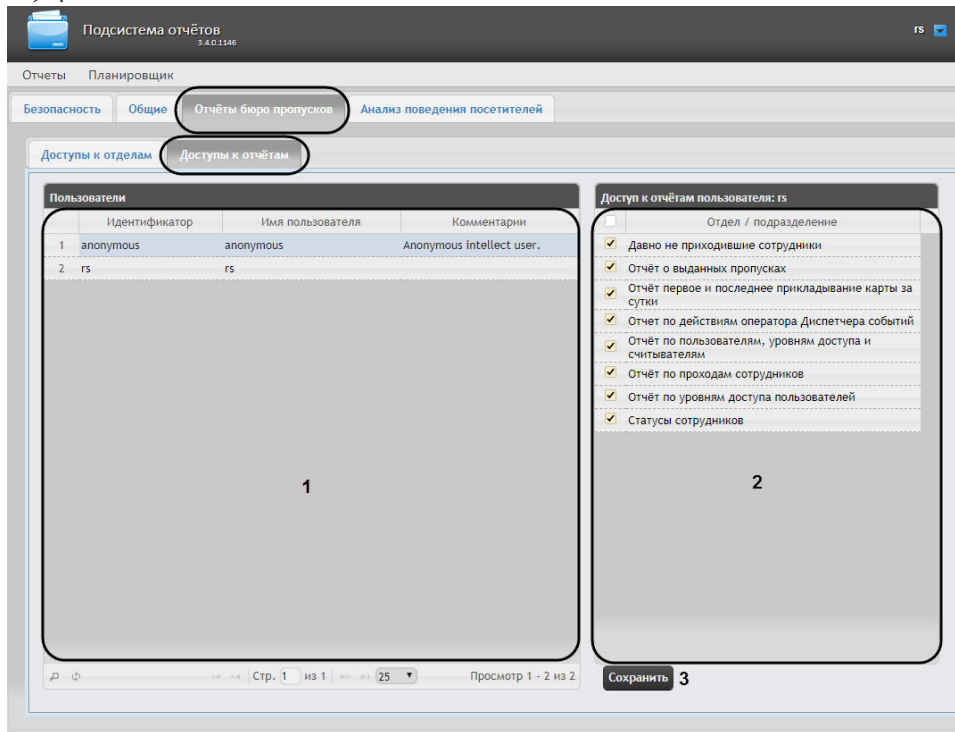 Подсистема отчётов
3.4.0.1146
rs
Отчеты Планировщик
Безопасность Общие Отчёты бюро пропусков Анализ поведения посетителей
Доступы к отделам Доступы к отчётам
Пользователи
Идентификатор Имя пользователя Комментарии
1 anonymous anonymous Anonymous intellect user.
2 rs rs
1
Стр. 1 из 1 25 Просмотр 1 - 2 из 2
Доступ к отчётам пользователя: rs
Отдел / подразделение
Давно не приходившие сотрудники
Отчёт о выданных пропусках
Отчёт первое и последнее прикладывание карты за
сутки
Отчет по действиям оператора Диспетчера событий
Отчёт по пользователям, уровням доступа и
считывателям
Отчёт по проходам сотрудников
Отчёт по уровням доступа пользователей
Статусы сотрудников
2
Сохранить 3